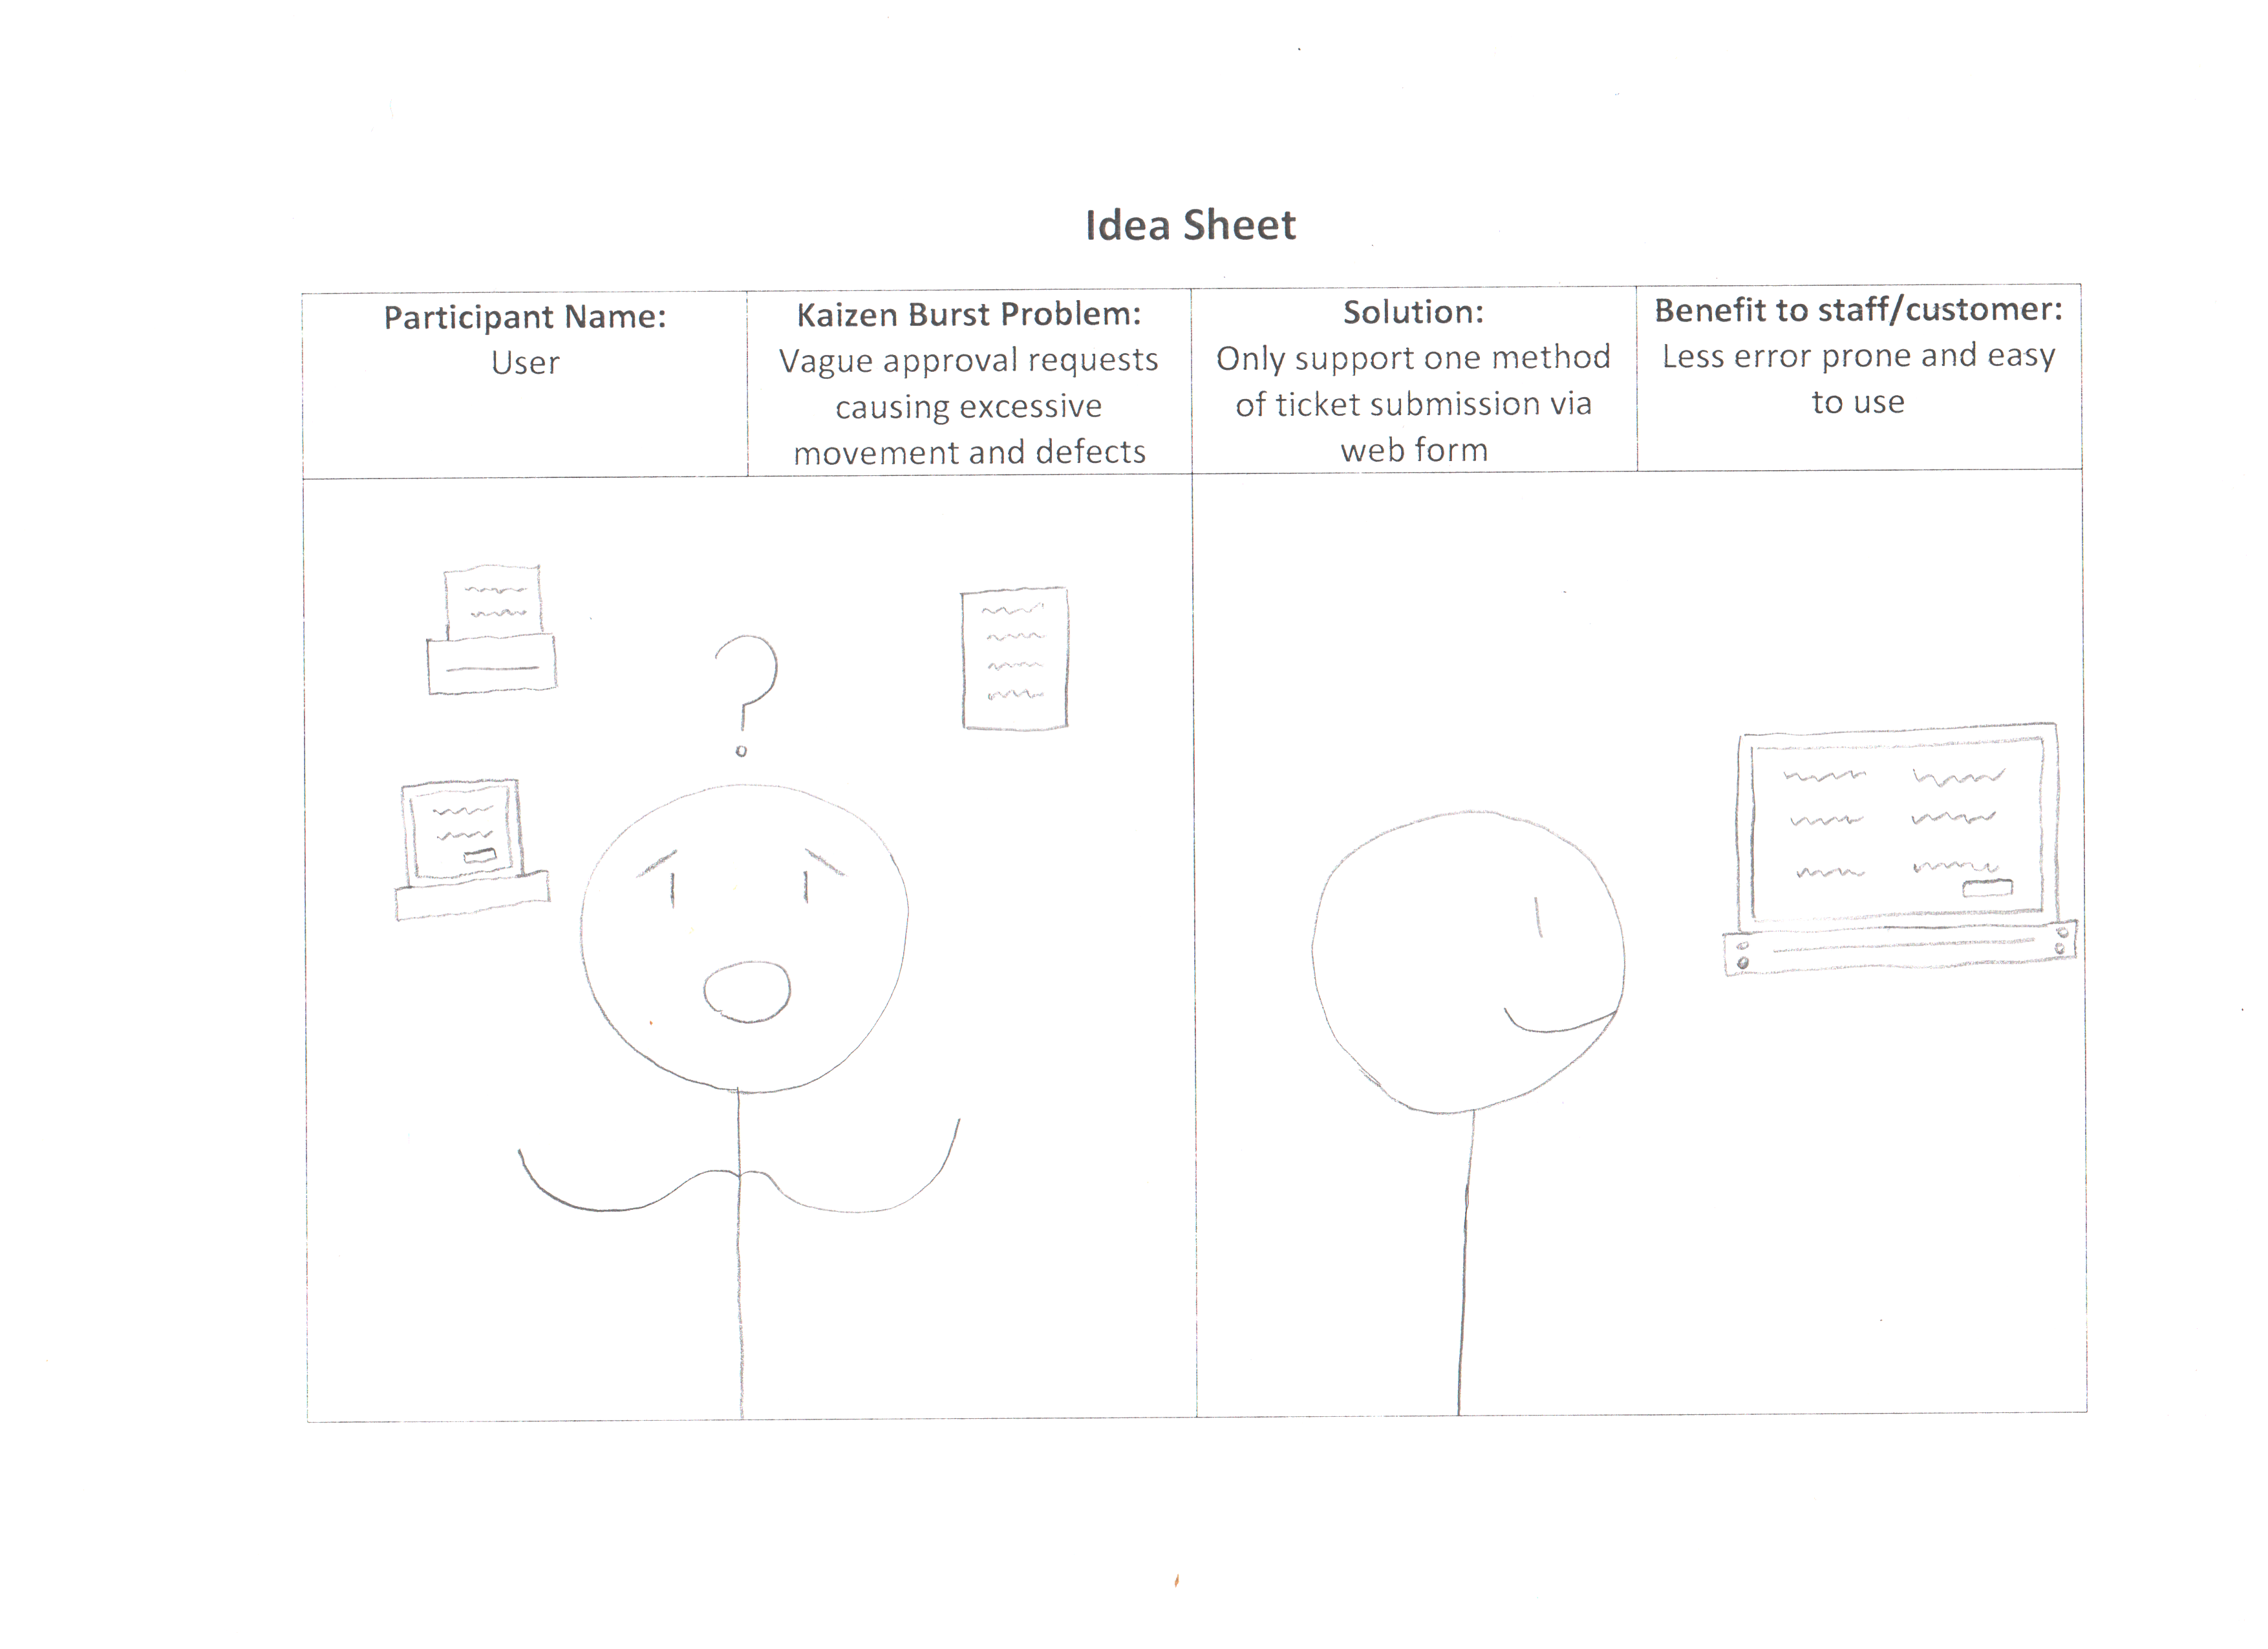 Idea Sheet
Participant Name:
User
Kaizen Burst Problem:
Vague approval requests
causing excessive
movement and defects
Solution:
Only support one method
of ticket submission via
web form
Benefit to staff/customer:
Less error prone and easy
to use
?